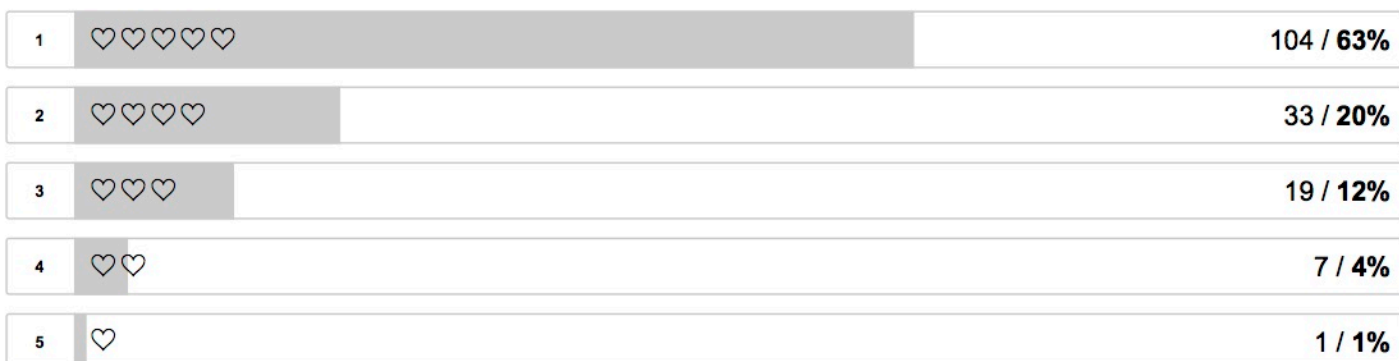 1 ♡♡♡♡♡ 104 / 63%
2 ♡♡♡♡ 33 / 20%
3 ♡♡♡ 19 / 12%
4 ♡♡ 7 / 4%
5 ♡ 1 / 1%